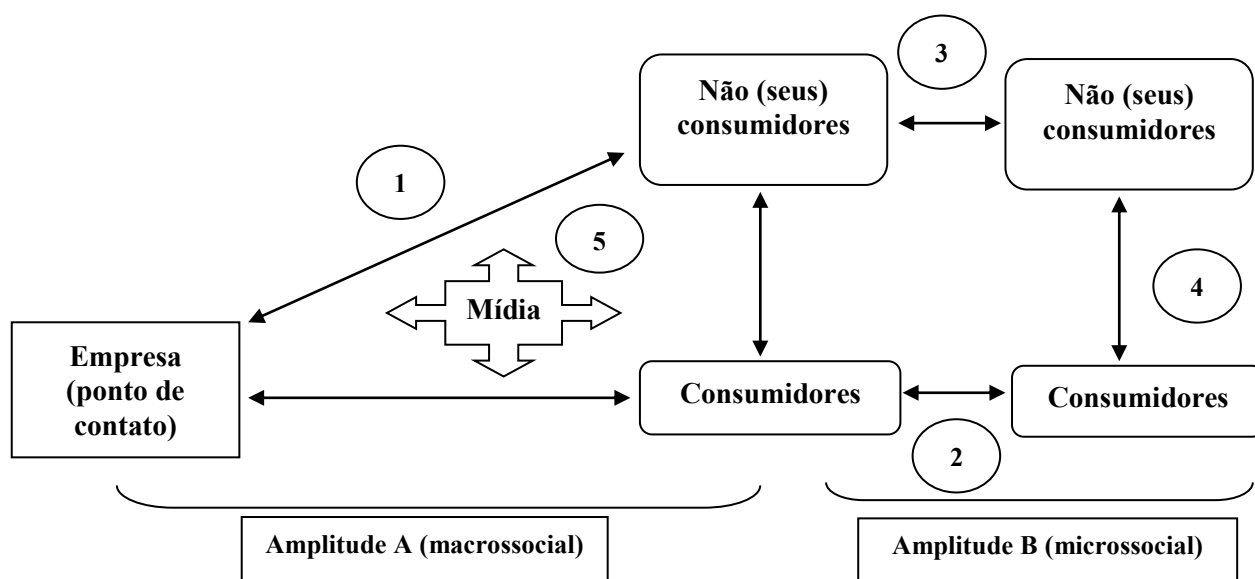 3
Não (seus)
consumidores
Não (seus)
consumidores
1
5
Mídia
4
Empresa
(ponto de
contato)
Consumidores
Consumidores
2
Amplitude A (macrossocial)
Amplitude B (microssocial)